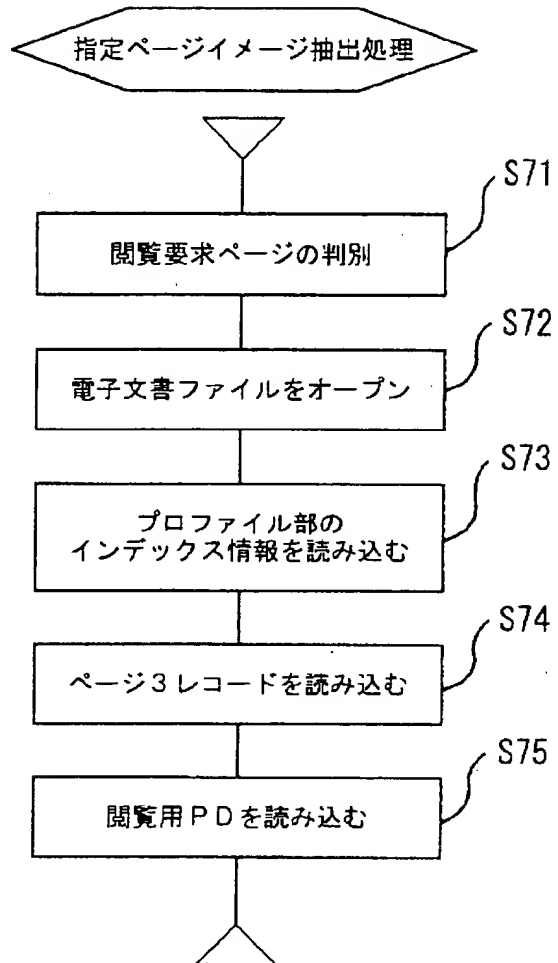 指定ページイメージ抽出処理
S71
閲覧要求ページの判別
S72
電子文書ファイルをオープン
S73
プロファイル部の
インデックス情報を読み込む
S74
ページ3レコードを読み込む
S75
閲覧用PDを読み込む